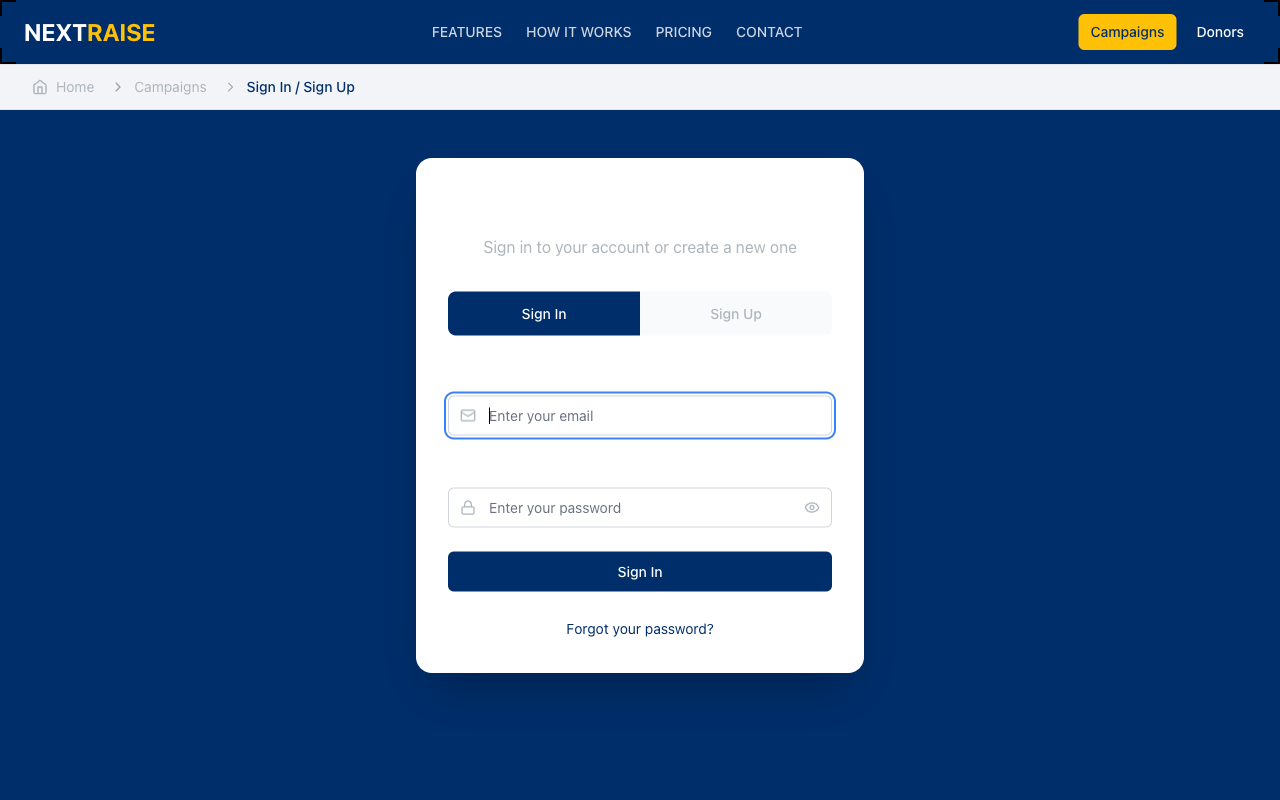 NEXTRAISE
FEATURES HOW IT WORKS PRICING CONTACT
Campaigns Donors
Home Campaigns Sign In / Sign Up
Sign in to your account or create a new one
Sign In Sign Up
Enter your email
Enter your password
Sign In
Forgot your password?